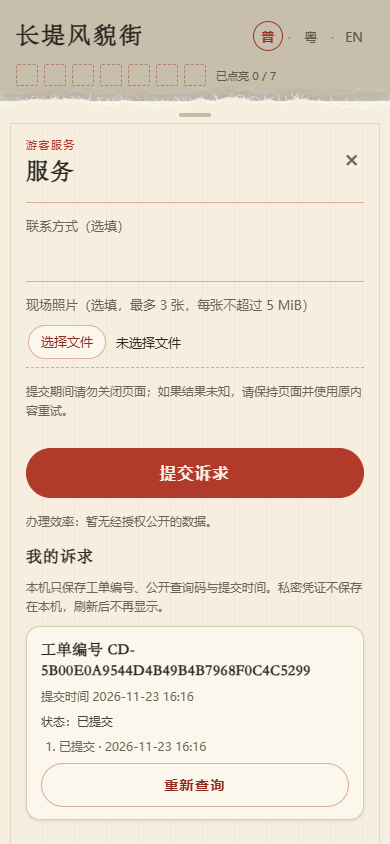 长堤风貌街
普 · 粤 · EN
已点亮 0 / 7
游客服务
服务
×
联系方式（选填）
现场照片（选填，最多 3 张，每张不超过 5 MiB）
选择文件 未选择文件
提交期间请勿关闭页面；如果结果未知，请保持页面并使用原内
容重试。
提交诉求
办理效率：暂无经授权公开的数据。
我的诉求
本机只保存工单编号、公开查询码与提交时间。私密凭证不保存
在本机，刷新后不再显示。
工单编号 CD-
5B00E0A9544D4B49B4B7968F0C4C5299
提交时间 2026-11-23 16:16
状态：已提交
1. 已提交 · 2026-11-23 16:16
重新查询